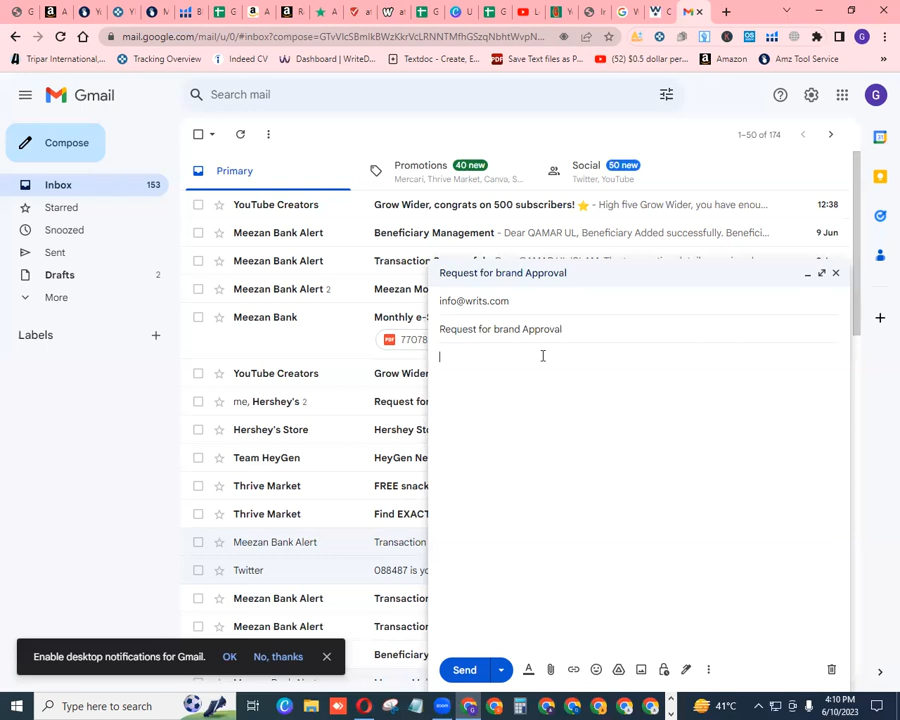 mail.google.com/mail/u/0/#inbox?compose=GTvVlCSBmlkBWzKkrVcLRNNTMfhGSzqNbhtWvpN...
Tripar International,...
Tracking Overview
Indeed CV
Dashboard | WriteD...
Textdoc - Create, E...
Save Text files as P...
(52) $0.5 dollar per...
Amazon
Amz Tool Service
Gmail
Search mail
Compose
1–50 of 174
Primary
Promotions 40 new
Mercari, Thrive Market, Canva, S...
Social 50 new
Twitter, YouTube
Inbox 153
Starred
Snoozed
Sent
Drafts 2
More
Labels
YouTube Creators Grow Wider, congrats on 500 subscribers! ⭐ - High five Grow Wider, you have enou... 12:38
Meezan Bank Alert Beneficiary Management - Dear QAMAR UL, Beneficiary Added successfully. Benefici... 9 Jun
Meezan Bank Alert
Meezan Bank Alert 2 Meezan Mo
Meezan Bank Monthly e-S
PDF 77078
YouTube Creators Grow Wider
me, Hershey's 2 Request for
Hershey's Store Hershey St
Team HeyGen HeyGen Ne
Thrive Market FREE snac
Thrive Market Find EXACT
Meezan Bank Alert Transaction
Twitter 088487 is yo
Meezan Bank Alert Transaction
Meezan Bank Alert Transaction
Beneficiary
Request for brand Approval
info@writs.com
Request for brand Approval
Send
Enable desktop notifications for Gmail. OK No, thanks
Type here to search
41°C
4:10 PM
6/10/2023